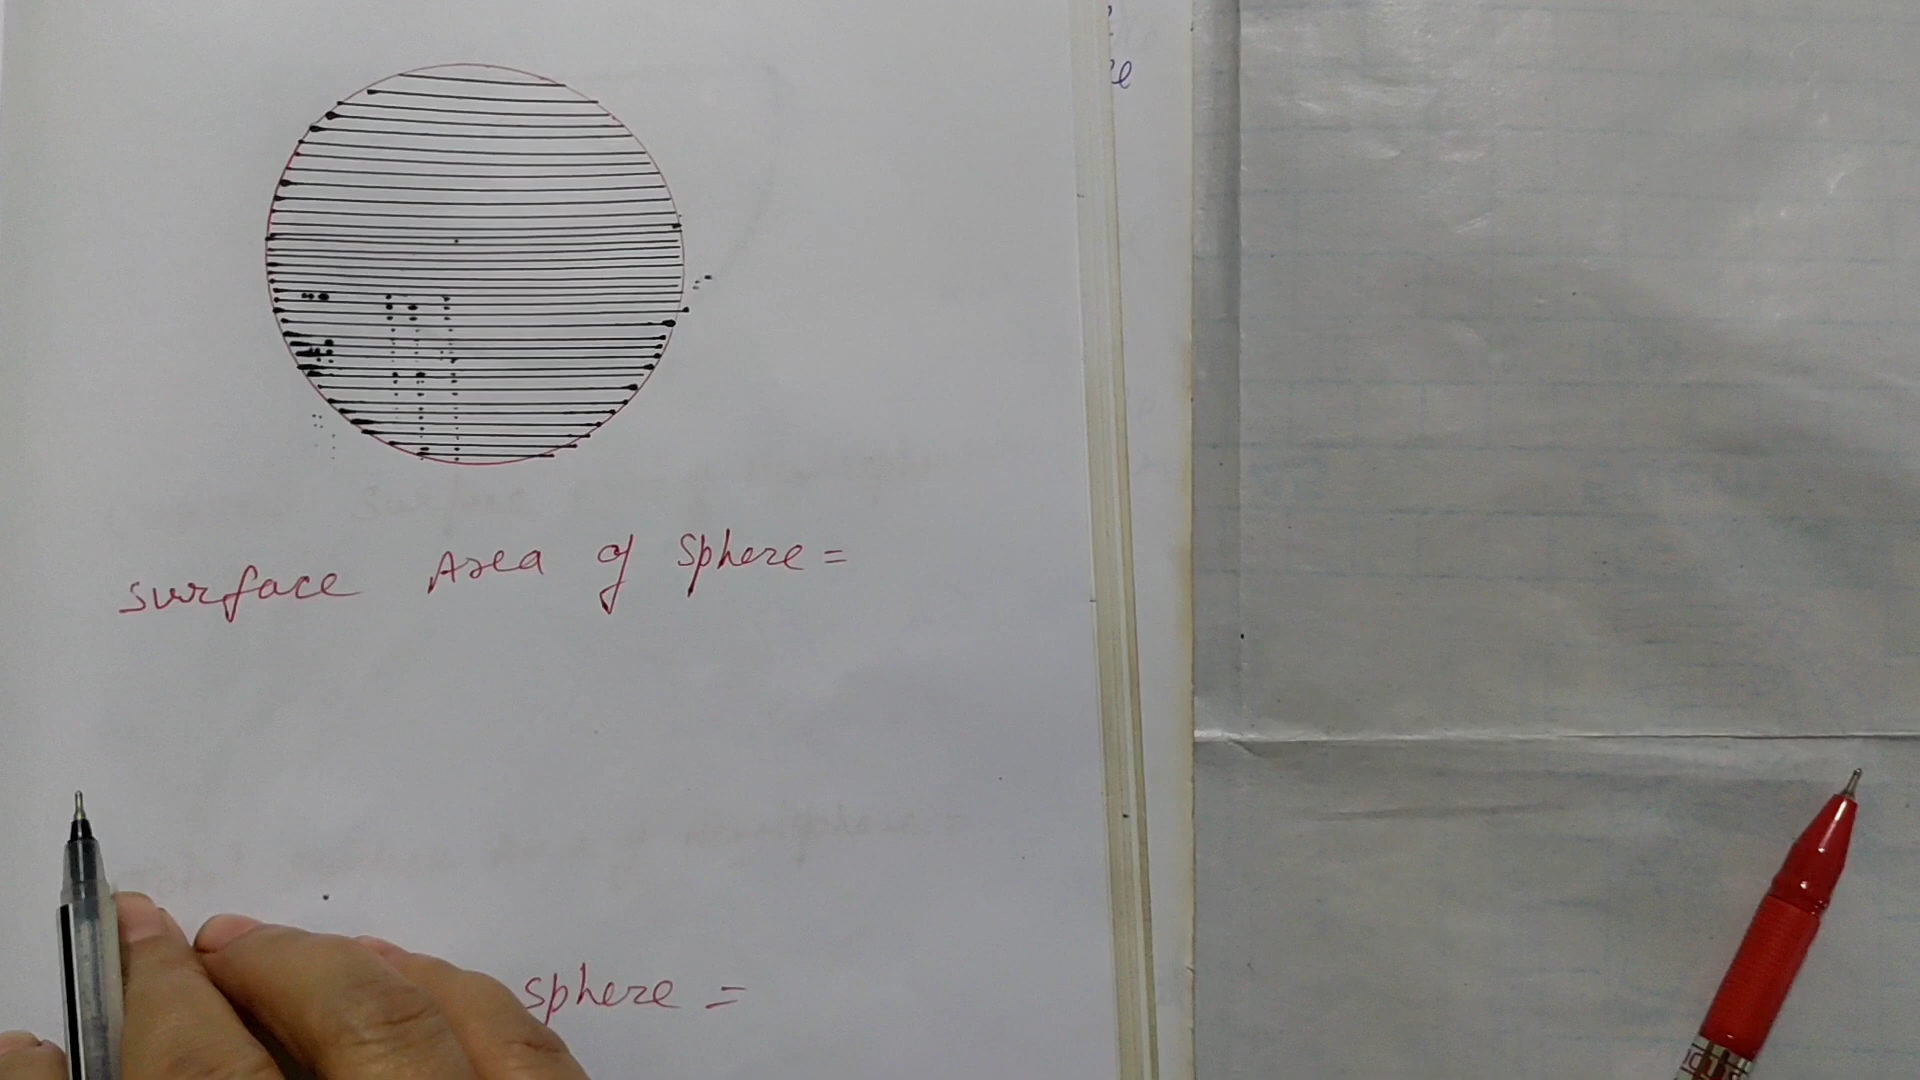 Surface Area of Sphere =
sphere =